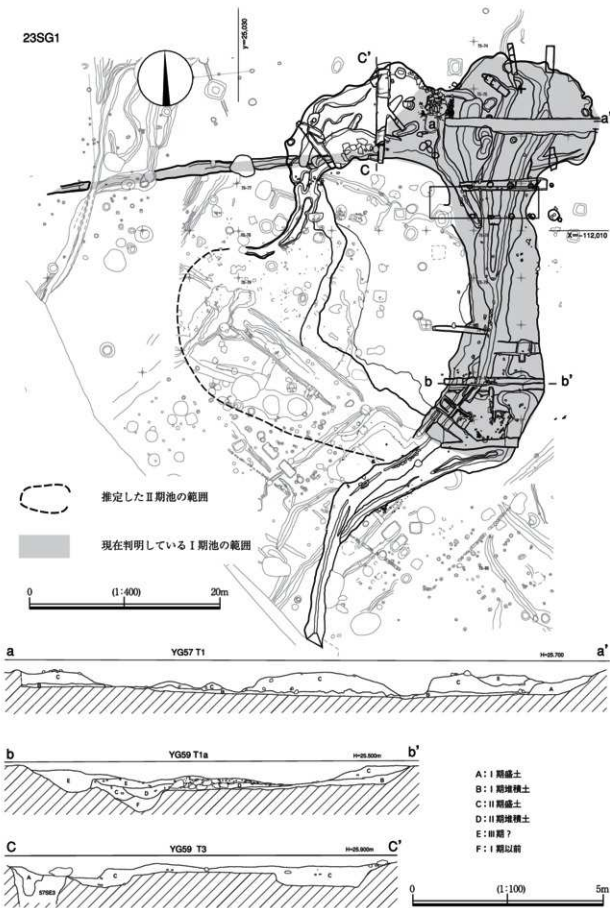 23SG1
y=25,030
C'
C
a
a'
X=-112,010
b
b'
推定したⅡ期池の範囲
現在判明しているⅠ期池の範囲
0 (1:400) 20m
a YG57 T1 H=25.700 a'
C
B
C
C
E
A
b YG59 T1a H=25.500m b'
E
C
D
F
C
B
C YG59 T3 H=25.900m C'
A
57SE2
C
C
A：Ⅰ期盛土
B：Ⅰ期堆積土
C：Ⅱ期盛土
D：Ⅱ期堆積土
E：Ⅲ期？
F：Ⅰ期以前
0 (1:100) 5m